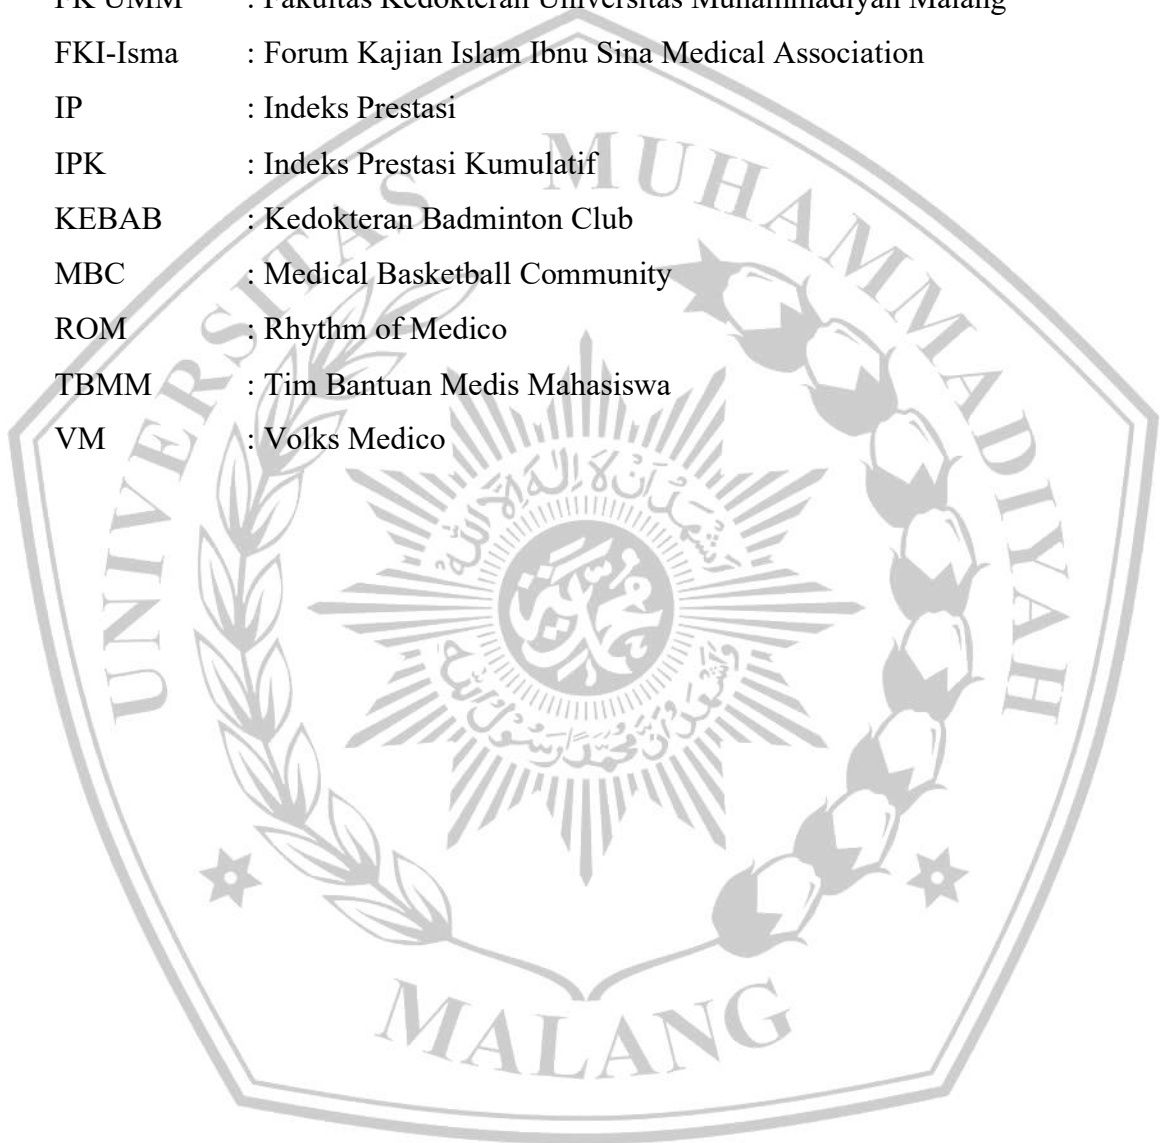 FK UMM : Fakultas Kedokteran Universitas Muhammadiyah Malang
FKI-Isma : Forum Kajian Islam Ibnu Sina Medical Association
IP : Indeks Prestasi
IPK : Indeks Prestasi Kumulatif
KEBAB : Kedokteran Badminton Club
MBC : Medical Basketball Community
ROM : Rhythm of Medico
TBMM : Tim Bantuan Medis Mahasiswa
VM : Volks Medico
UNIVERSITAS MUHAMMADIYAH
MALANG